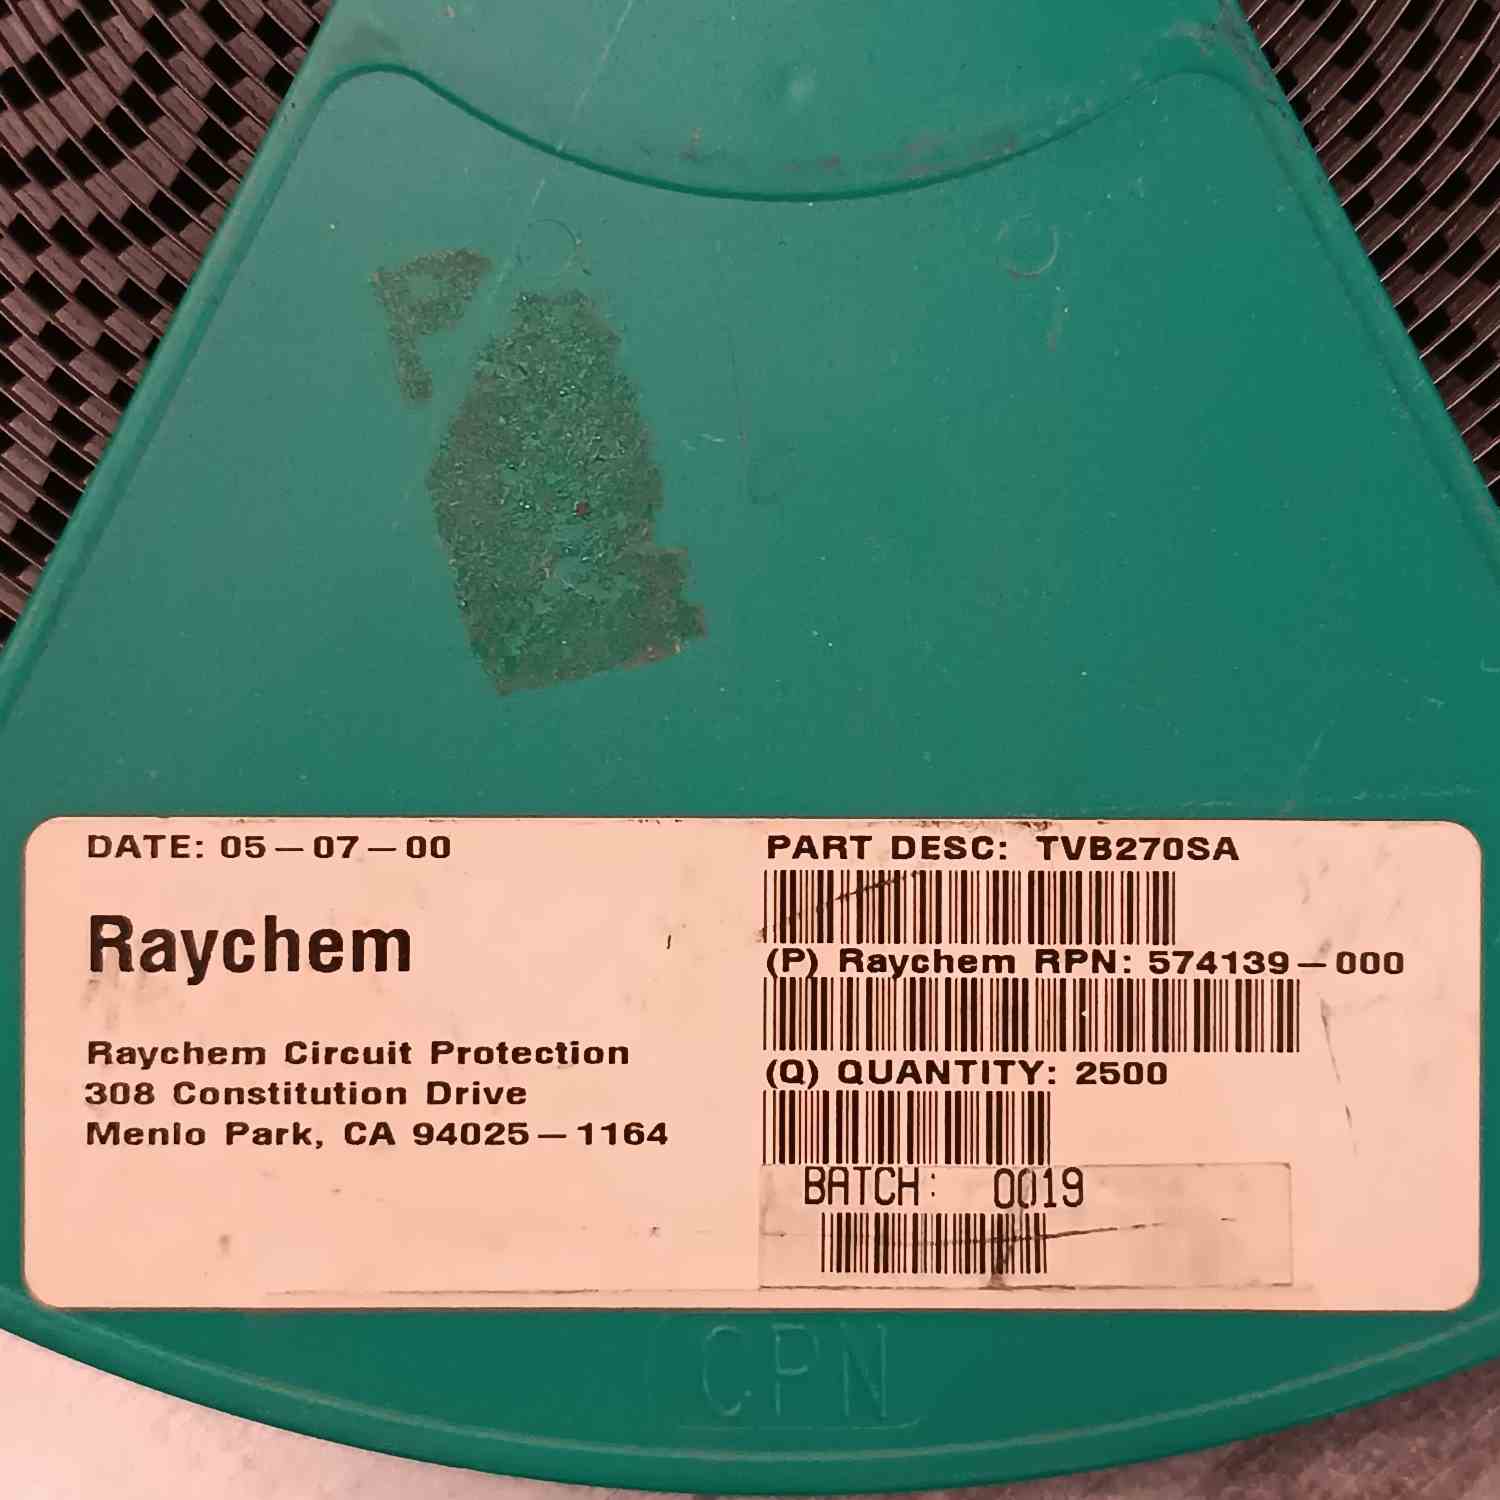 DATE: 05-07-00
Raychem
Raychem Circuit Protection
308 Constitution Drive
Menlo Park, CA 94025-1164
PART DESC: TVB270SA
(P) Raychem RPN: 574139-000
(Q) QUANTITY: 2500
BATCH: 0019
CPN